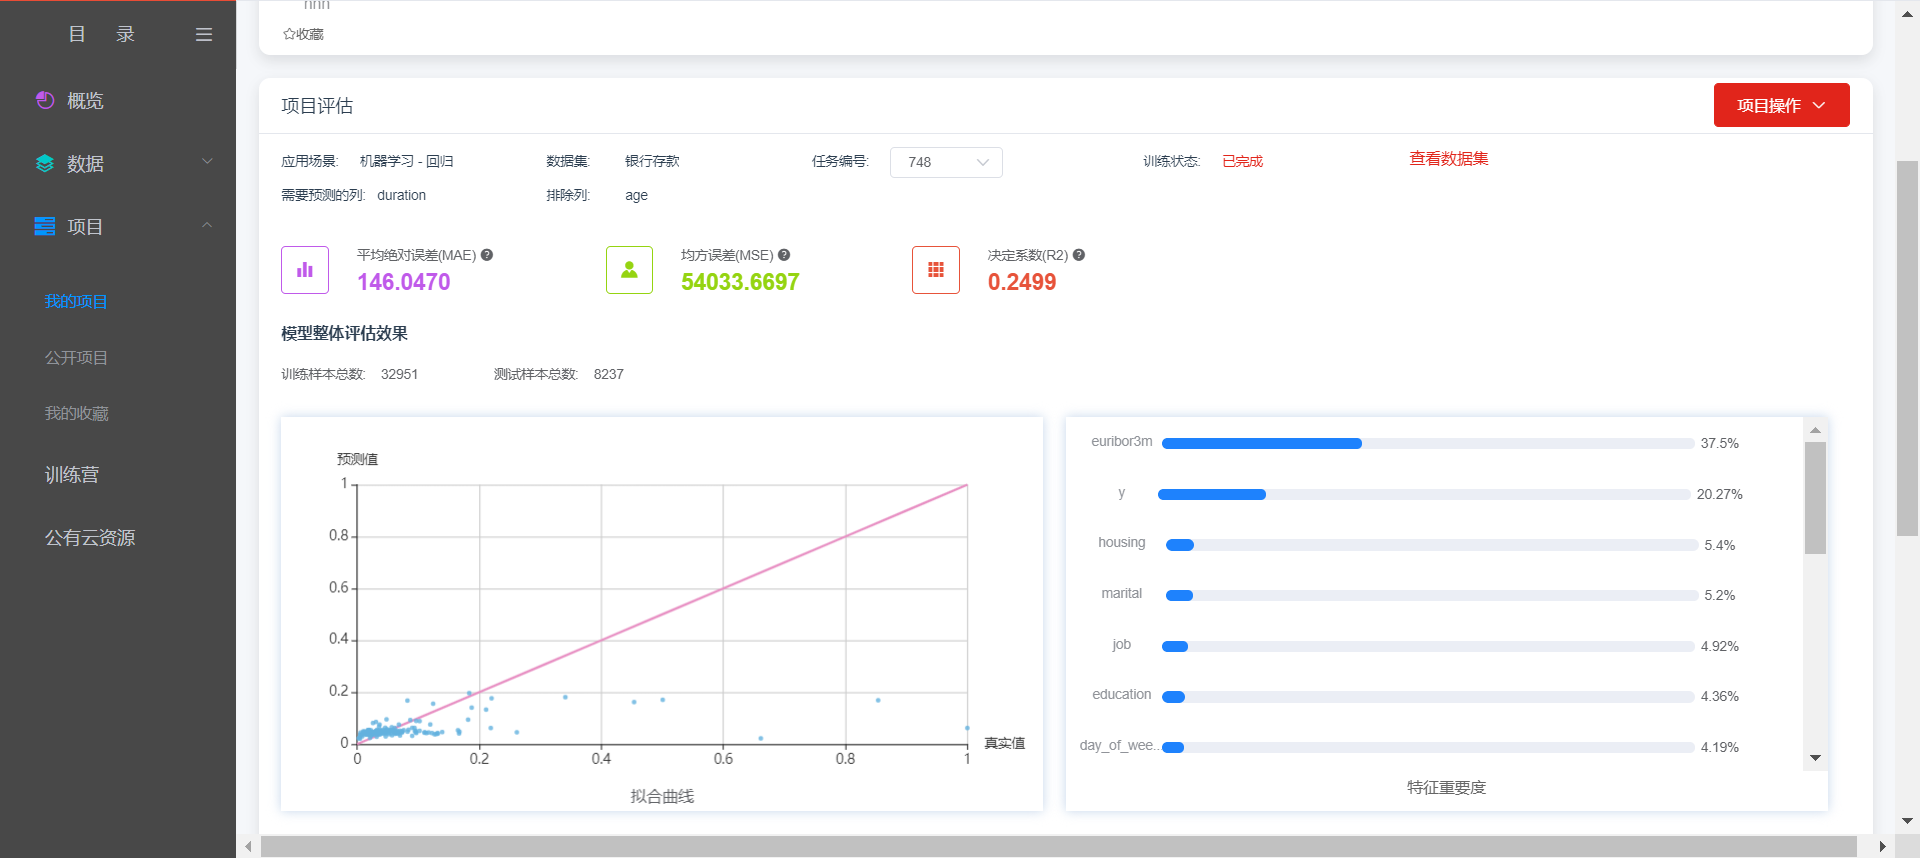 目 录
概览
数据
项目
我的项目
公开项目
我的收藏
训练营
公有云资源
hhh
收藏
项目评估
项目操作
应用场景: 机器学习 - 回归 数据集: 银行存款 任务编号: 748 训练状态: 已完成 查看数据集
需要预测的列: duration 排除列: age
平均绝对误差(MAE)
146.0470
均方误差(MSE)
54033.6697
决定系数(R2)
0.2499
模型整体评估效果
训练样本总数: 32951 测试样本总数: 8237
预测值
1
0.8
0.6
0.4
0.2
0
0 0.2 0.4 0.6 0.8 1
真实值
拟合曲线
euribor3m 37.5%
y 20.27%
housing 5.4%
marital 5.2%
job 4.92%
education 4.36%
day_of_wee.. 4.19%
特征重要度